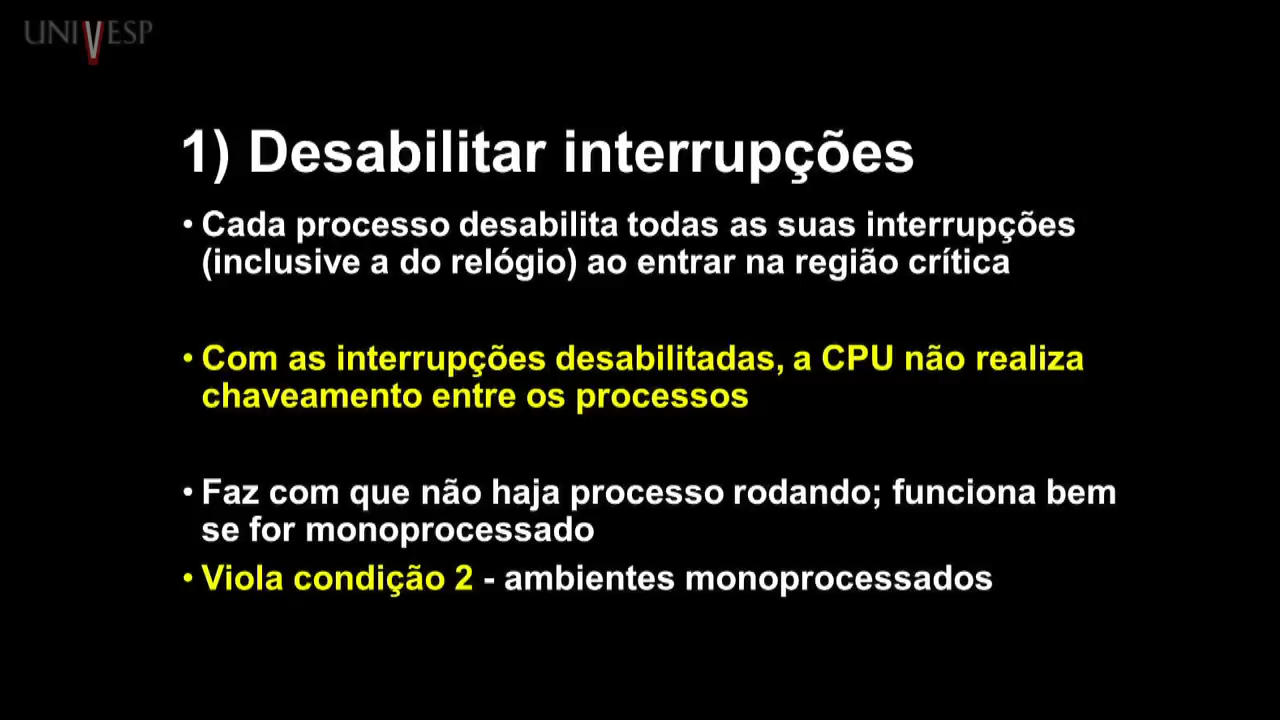 UNIVESP
1) Desabilitar interrupções
• Cada processo desabilita todas as suas interrupções
(inclusive a do relógio) ao entrar na região crítica
• Com as interrupções desabilitadas, a CPU não realiza
chaveamento entre os processos
• Faz com que não haja processo rodando; funciona bem
se for monoprocessado
• Viola condição 2 - ambientes monoprocessados